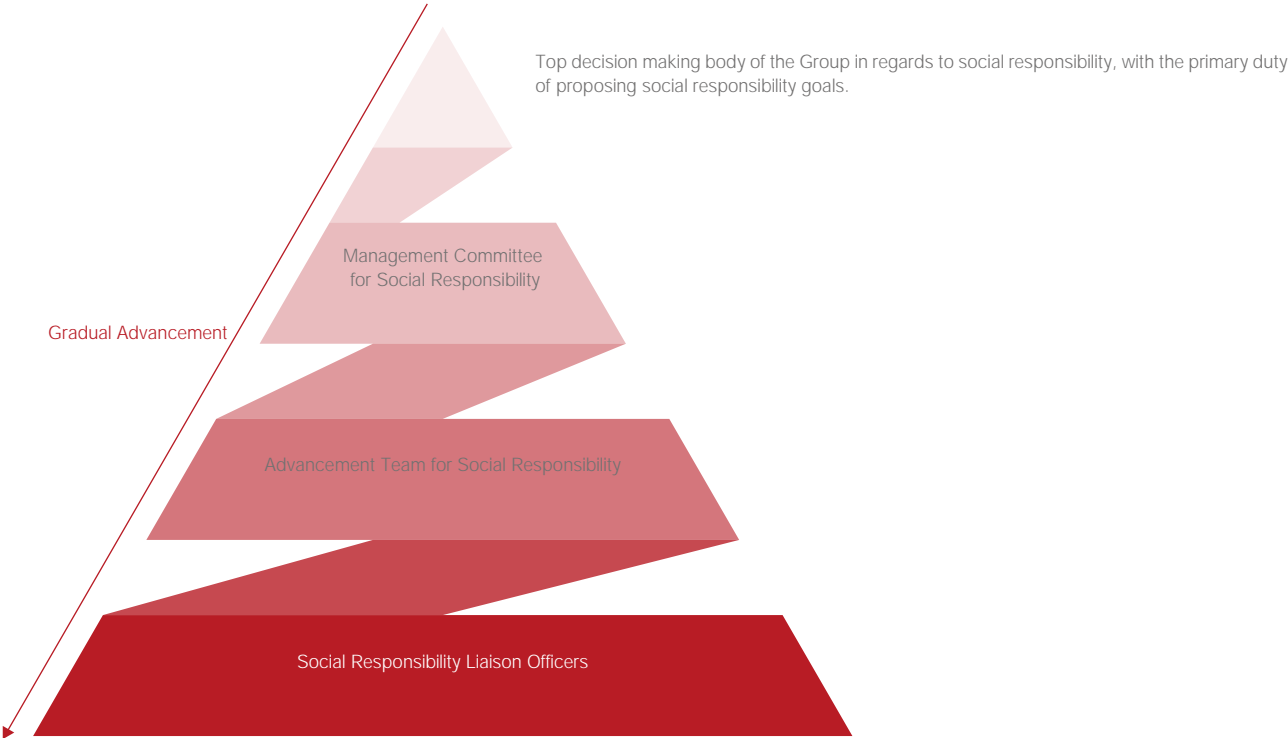 Top decision making body of the Group in regards to social responsibility, with the primary duty
of proposing social responsibility goals.
Management Committee
for Social Responsibility
Gradual Advancement
Advancement Team for Social Responsibility
Social Responsibility Liaison Officers